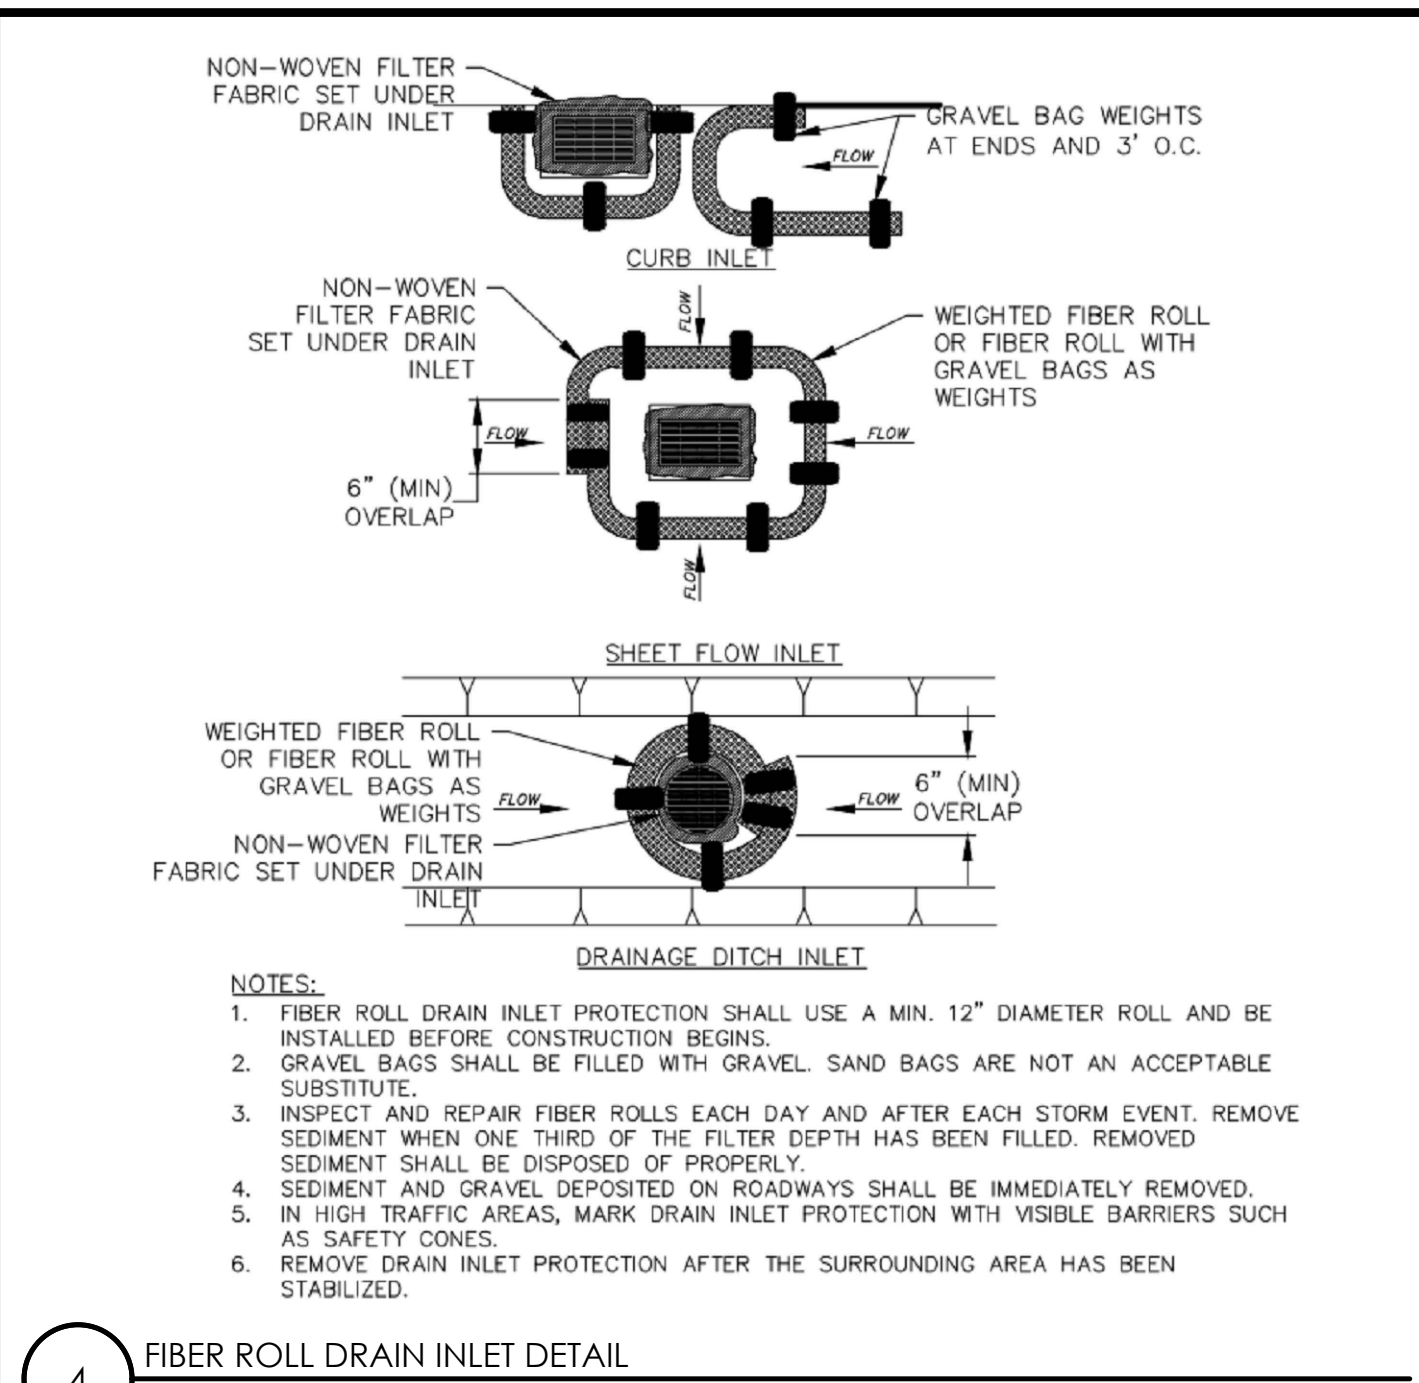 NON-WOVEN FILTER
FABRIC SET UNDER
DRAIN INLET
GRAVEL BAG WEIGHTS
AT ENDS AND 3' O.C.
FLOW
CURB INLET
NON-WOVEN
FILTER FABRIC
SET UNDER DRAIN
INLET
FLOW
WEIGHTED FIBER ROLL
OR FIBER ROLL WITH
GRAVEL BAGS AS
WEIGHTS
FLOW
FLOW
6" (MIN)
OVERLAP
FLOW
SHEET FLOW INLET
WEIGHTED FIBER ROLL
OR FIBER ROLL WITH
GRAVEL BAGS AS
WEIGHTS
FLOW
FLOW
6" (MIN)
OVERLAP
NON-WOVEN FILTER
FABRIC SET UNDER DRAIN
INLET
DRAINAGE DITCH INLET
NOTES:
1. FIBER ROLL DRAIN INLET PROTECTION SHALL USE A MIN. 12" DIAMETER ROLL AND BE
INSTALLED BEFORE CONSTRUCTION BEGINS.
2. GRAVEL BAGS SHALL BE FILLED WITH GRAVEL. SAND BAGS ARE NOT AN ACCEPTABLE
SUBSTITUTE.
3. INSPECT AND REPAIR FIBER ROLLS EACH DAY AND AFTER EACH STORM EVENT. REMOVE
SEDIMENT WHEN ONE THIRD OF THE FILTER DEPTH HAS BEEN FILLED. REMOVED
SEDIMENT SHALL BE DISPOSED OF PROPERLY.
4. SEDIMENT AND GRAVEL DEPOSITED ON ROADWAYS SHALL BE IMMEDIATELY REMOVED.
5. IN HIGH TRAFFIC AREAS, MARK DRAIN INLET PROTECTION WITH VISIBLE BARRIERS SUCH
AS SAFETY CONES.
6. REMOVE DRAIN INLET PROTECTION AFTER THE SURROUNDING AREA HAS BEEN
STABILIZED.
4
FIBER ROLL DRAIN INLET DETAIL